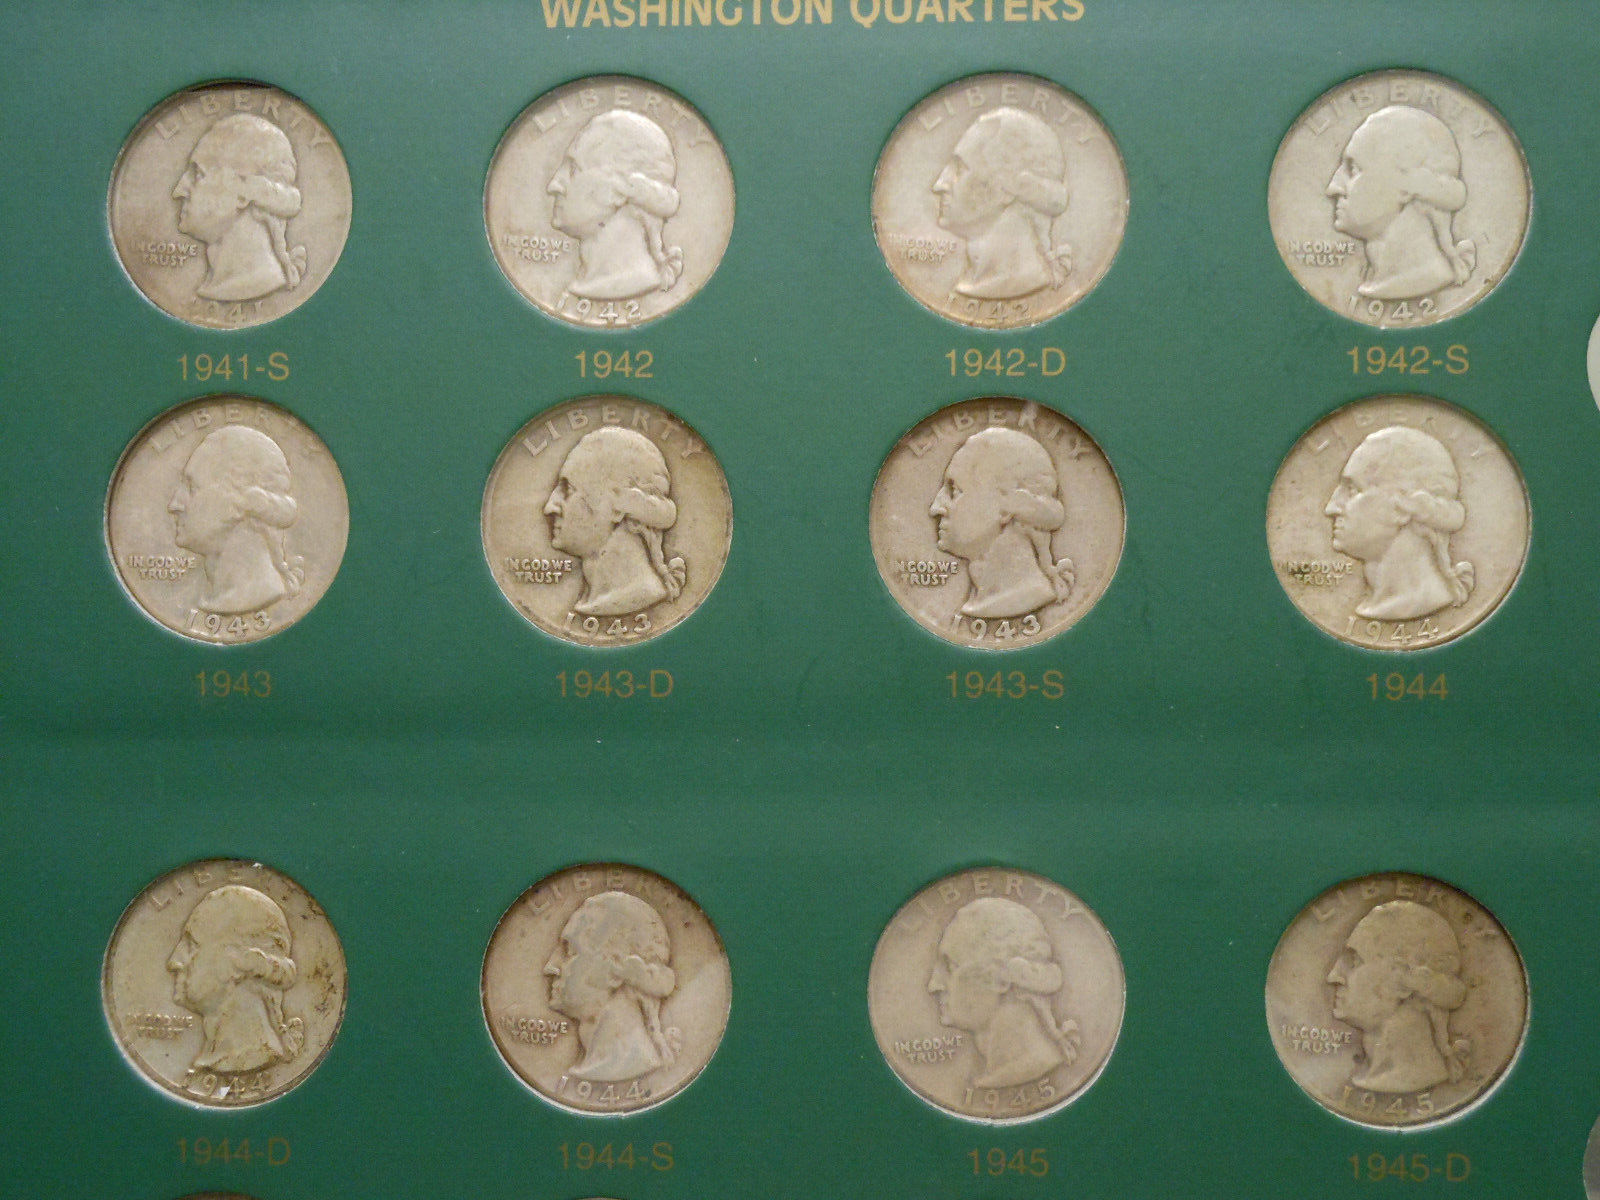 WASHINGTON QUARTERS
LIBERTY
IN GOD WE
TRUST
1941
1941-S
LIBERTY
IN GOD WE
TRUST
1942
1942
LIBERTY
IN GOD WE
TRUST
1942
1942-D
LIBERTY
IN GOD WE
TRUST
1942
1942-S
LIBERTY
IN GOD WE
TRUST
1943
1943
LIBERTY
IN GOD WE
TRUST
1943
1943-D
LIBERTY
IN GOD WE
TRUST
1943
1943-S
LIBERTY
IN GOD WE
TRUST
1944
1944
LIBERTY
IN GOD WE
TRUST
1944
1944-D
LIBERTY
IN GOD WE
TRUST
1944
1944-S
LIBERTY
IN GOD WE
TRUST
1945
1945
LIBERTY
IN GOD WE
TRUST
1945
1945-D